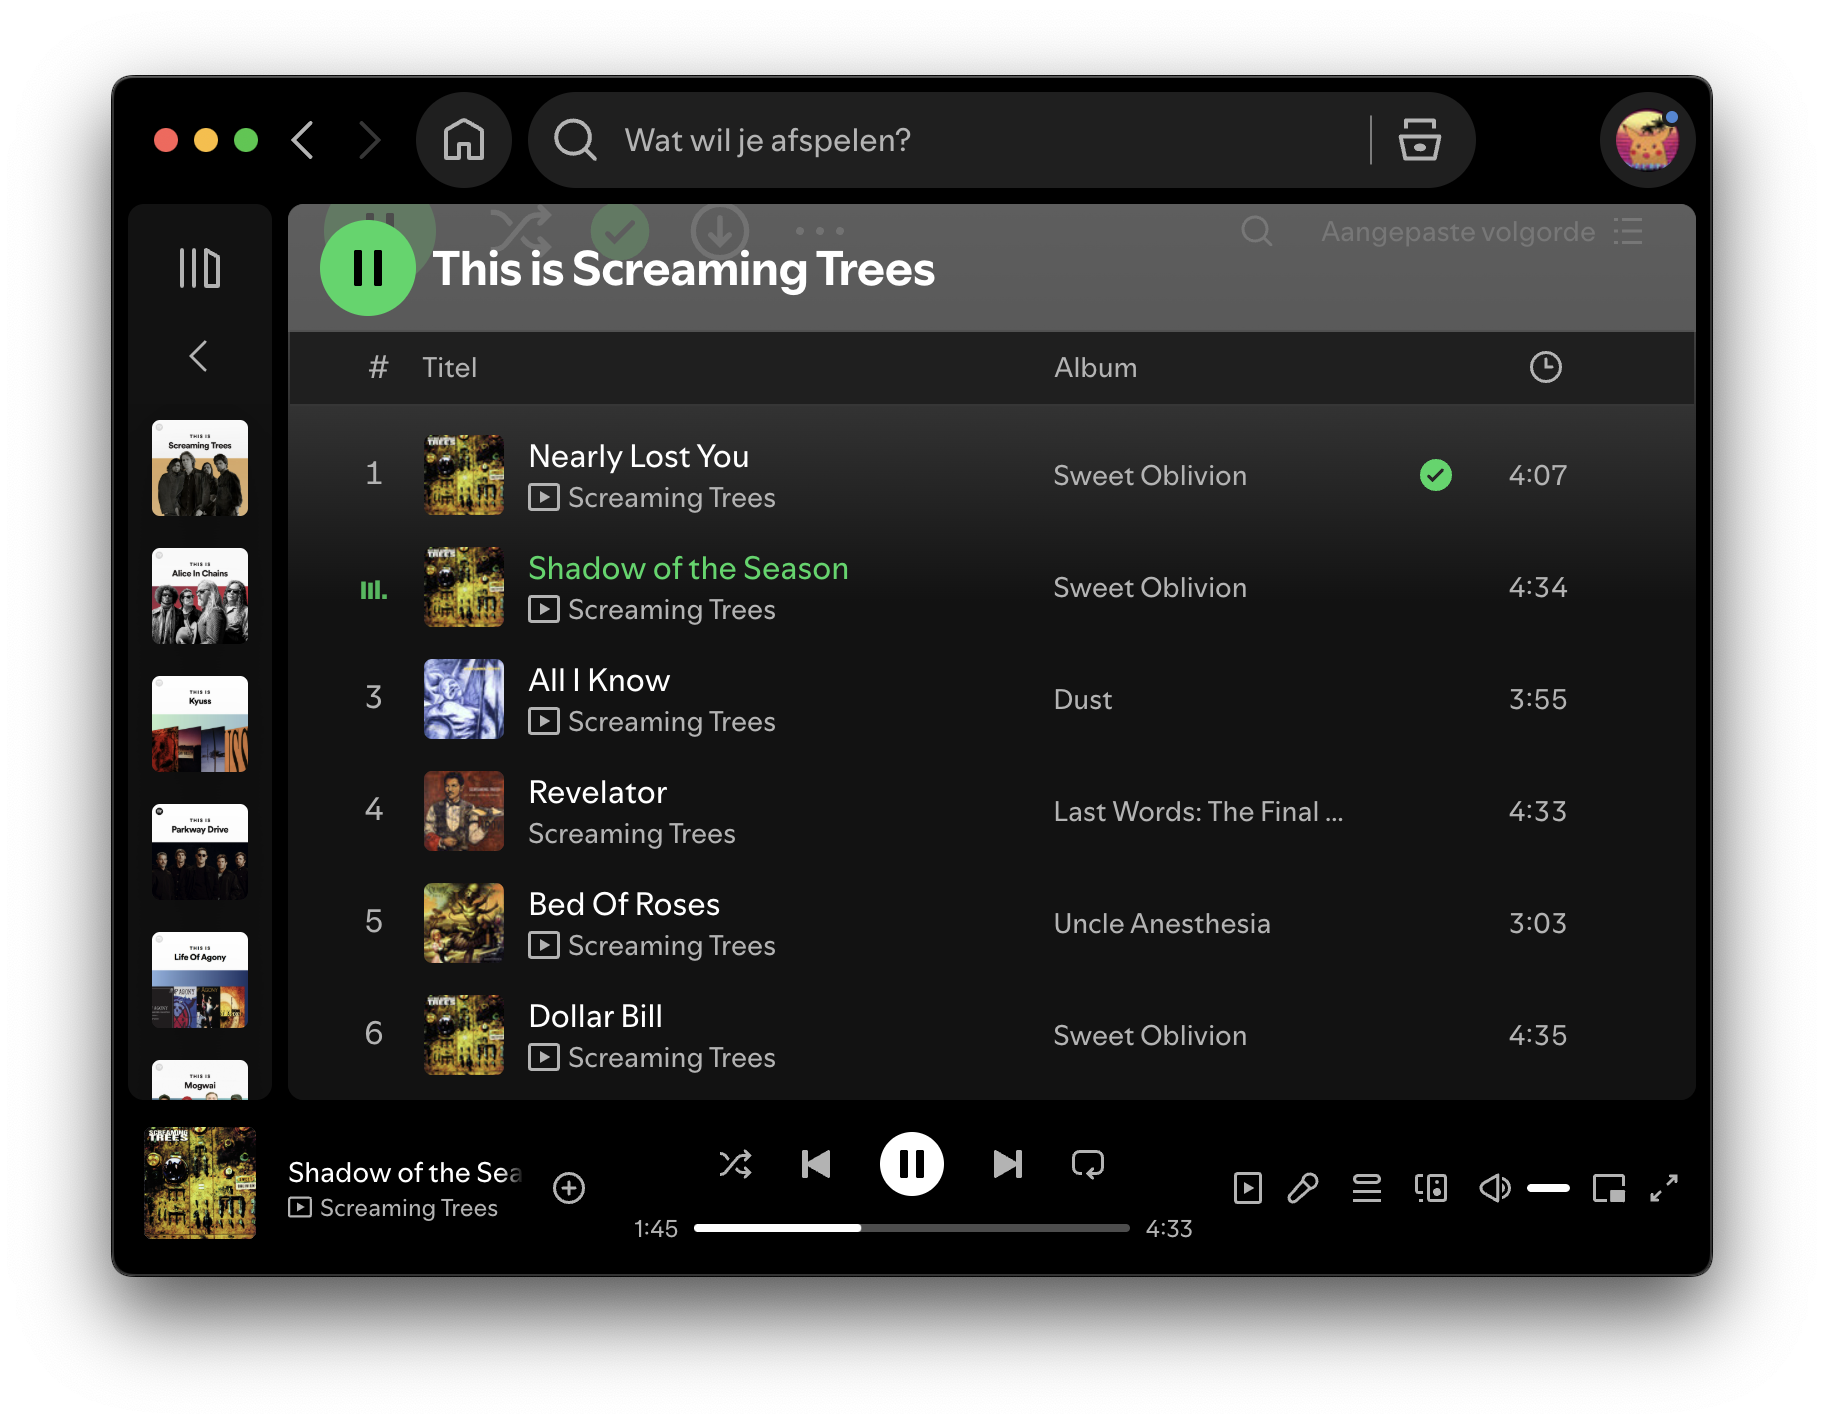 Wat wil je afspelen?
Aangepaste volgorde
This is Screaming Trees
# Titel Album
1 Nearly Lost You Sweet Oblivion 4:07
Screaming Trees
Shadow of the Season Sweet Oblivion 4:34
Screaming Trees
3 All I Know Dust 3:55
Screaming Trees
4 Revelator Last Words: The Final ... 4:33
Screaming Trees
5 Bed Of Roses Uncle Anesthesia 3:03
Screaming Trees
6 Dollar Bill Sweet Oblivion 4:35
Screaming Trees
THIS IS
Screaming Trees
THIS IS
Alice In Chains
THIS IS
Kyuss
THIS IS
Parkway Drive
THIS IS
Life Of Agony
THIS IS
Mogwai
SCREAMING
TREES
Shadow of the Sea
Screaming Trees
1:45 4:33